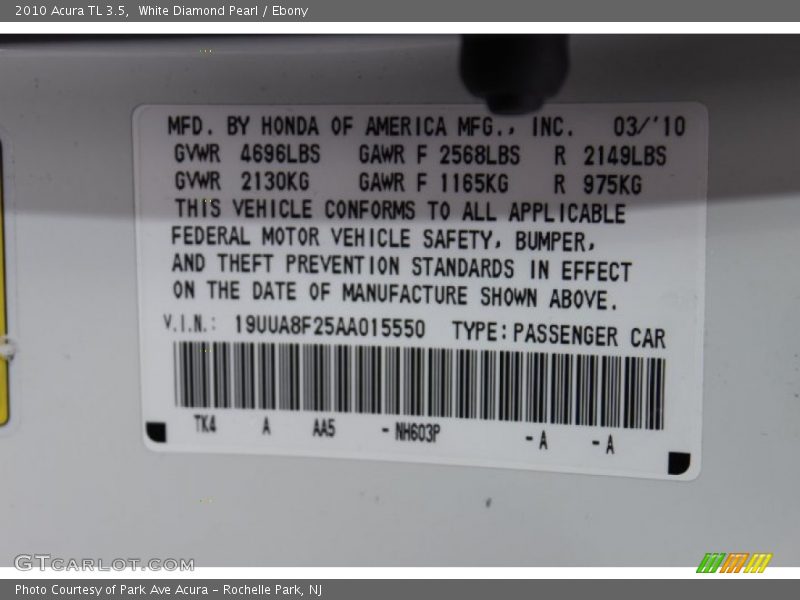 2010 Acura TL 3.5,  White Diamond Pearl / Ebony
MFD. BY HONDA OF AMERICA MFG., INC. 03/'10
GVWR 4696LBS GAWR F 2568LBS R 2149LBS
GVWR 2130KG GAWR F 1165KG R 975KG
THIS VEHICLE CONFORMS TO ALL APPLICABLE
FEDERAL MOTOR VEHICLE SAFETY, BUMPER,
AND THEFT PREVENTION STANDARDS IN EFFECT
ON THE DATE OF MANUFACTURE SHOWN ABOVE.
V.I.N.: 19UUA8F25AA015550 TYPE:PASSENGER CAR
TK4 A AA5 - NH603P - A - A
GTCARLOT.COM
Photo Courtesy of Park Ave Acura - Rochelle Park, NJ